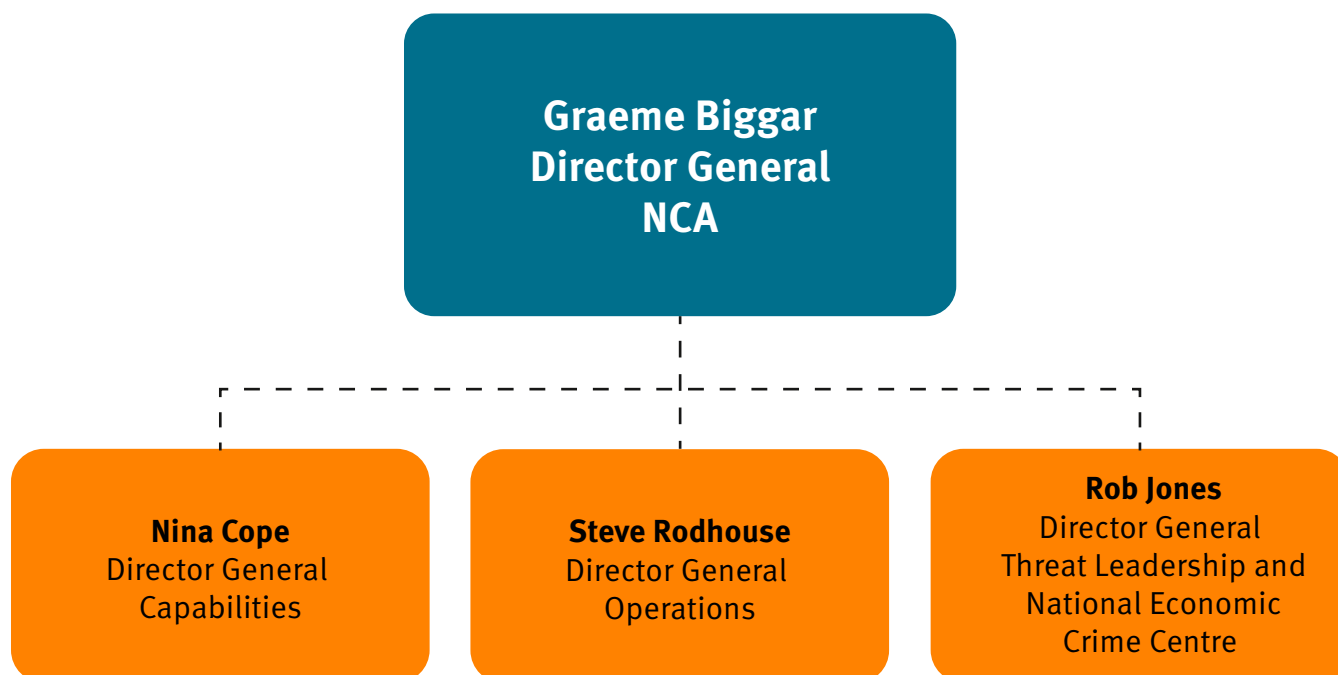 Graeme Biggar
Director General
NCA
Nina Cope
Director General
Capabilities
Steve Rodhouse
Director General
Operations
Rob Jones
Director General
Threat Leadership and
National Economic
Crime Centre